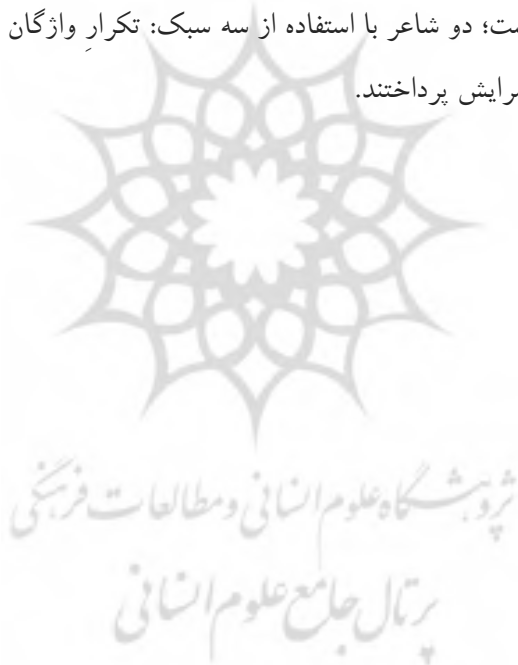 ست؛ دو شاعر با استفاده از سه سبک: تکرارِ واژگان
سرایش پرداختند.
پژوهشگاه علوم انسانی و مطالعات فرهنگی
پرتال جامع علوم انسانی